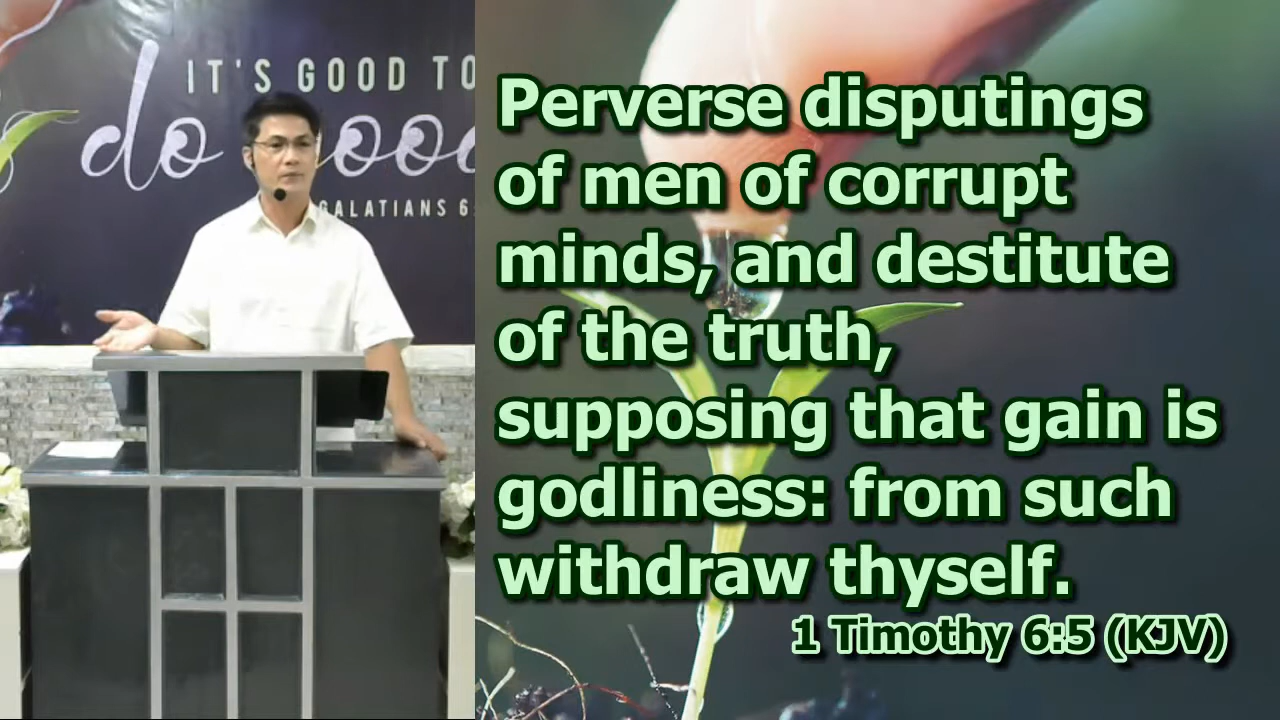 IT'S GOOD TO
do good
GALATIANS 6:
Perverse disputings
of men of corrupt
minds, and destitute
of the truth,
supposing that gain is
godliness: from such
withdraw thyself.
1 Timothy 6:5 (KJV)